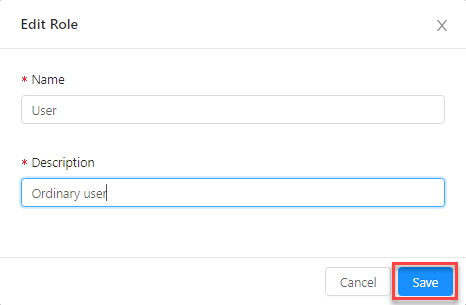 Edit Role
* Name
User
* Description
Ordinary user
Cancel Save